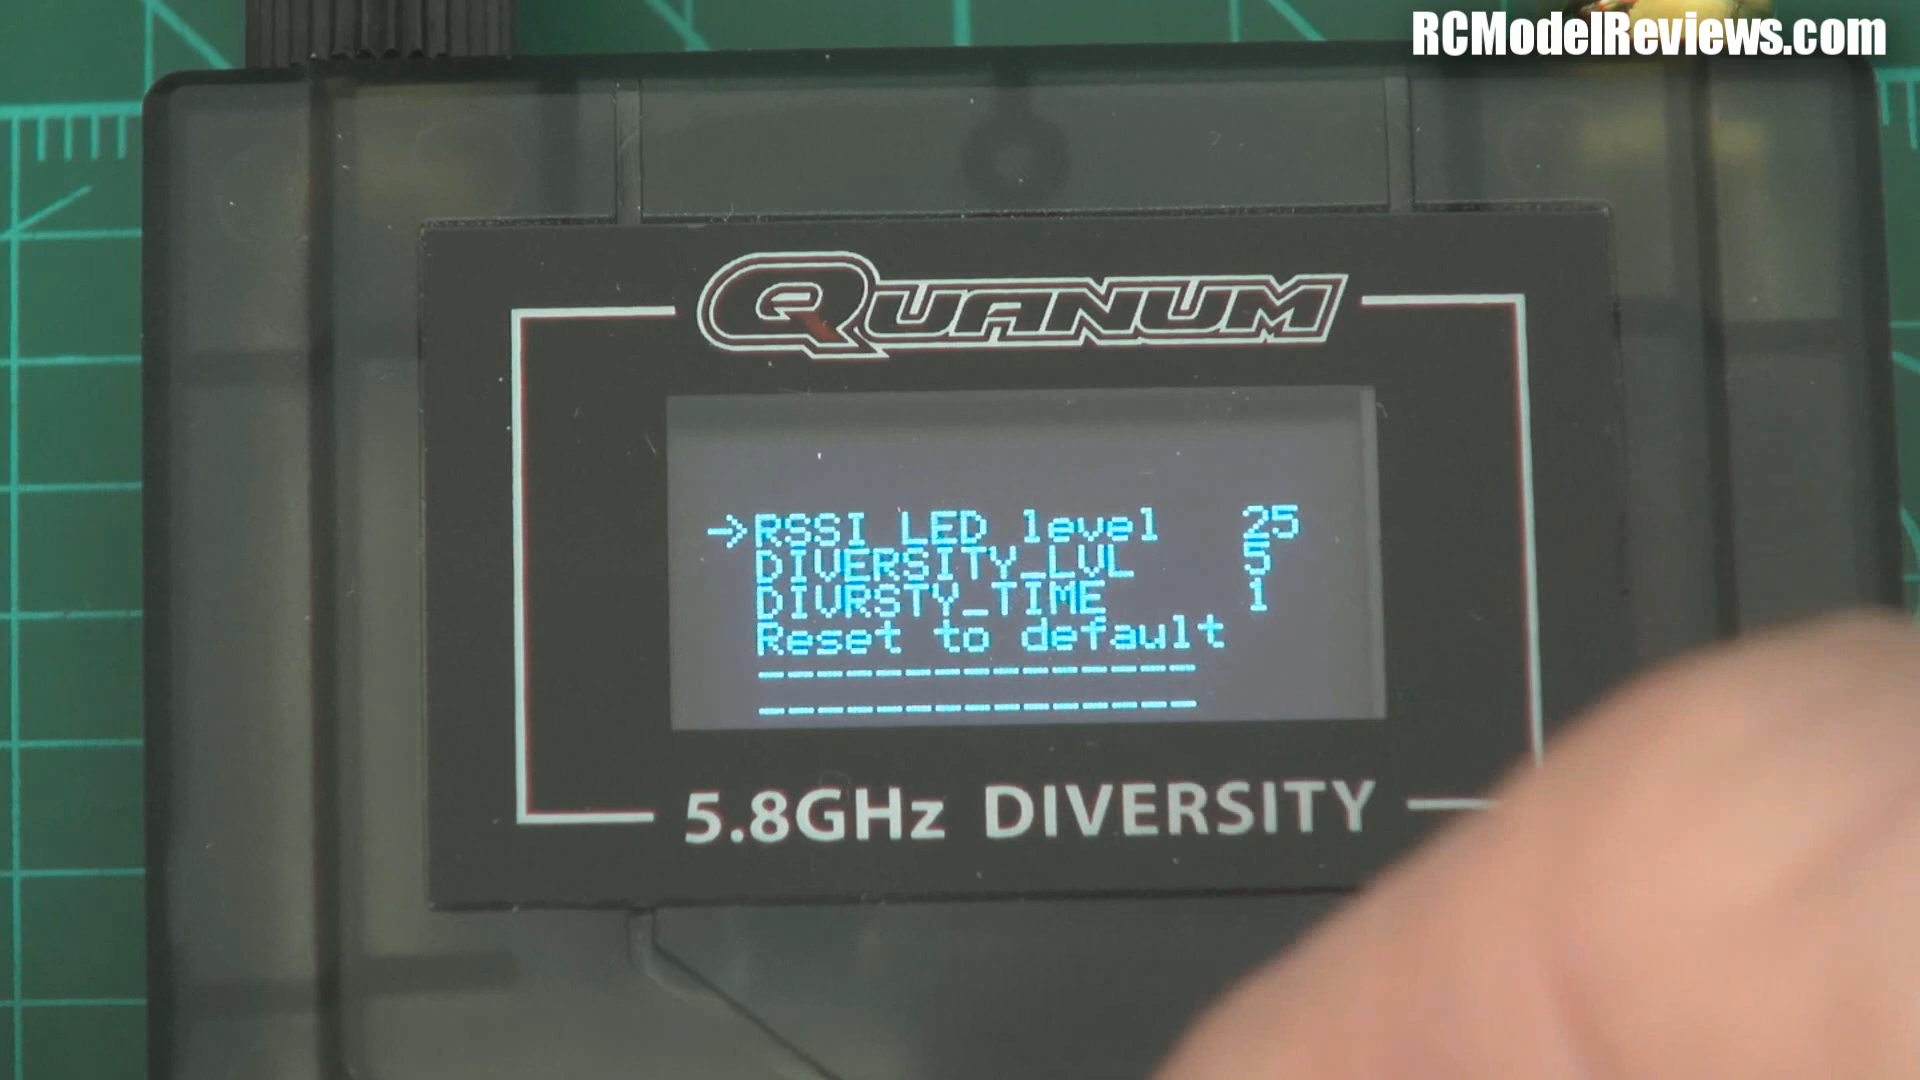 RCModelReviews.com
QUANUM
→RSSI LED level 25
DIVERSITY_LVL 5
DIVRSTY_TIME 1
Reset to default
---------------
---------------
5.8GHz DIVERSITY